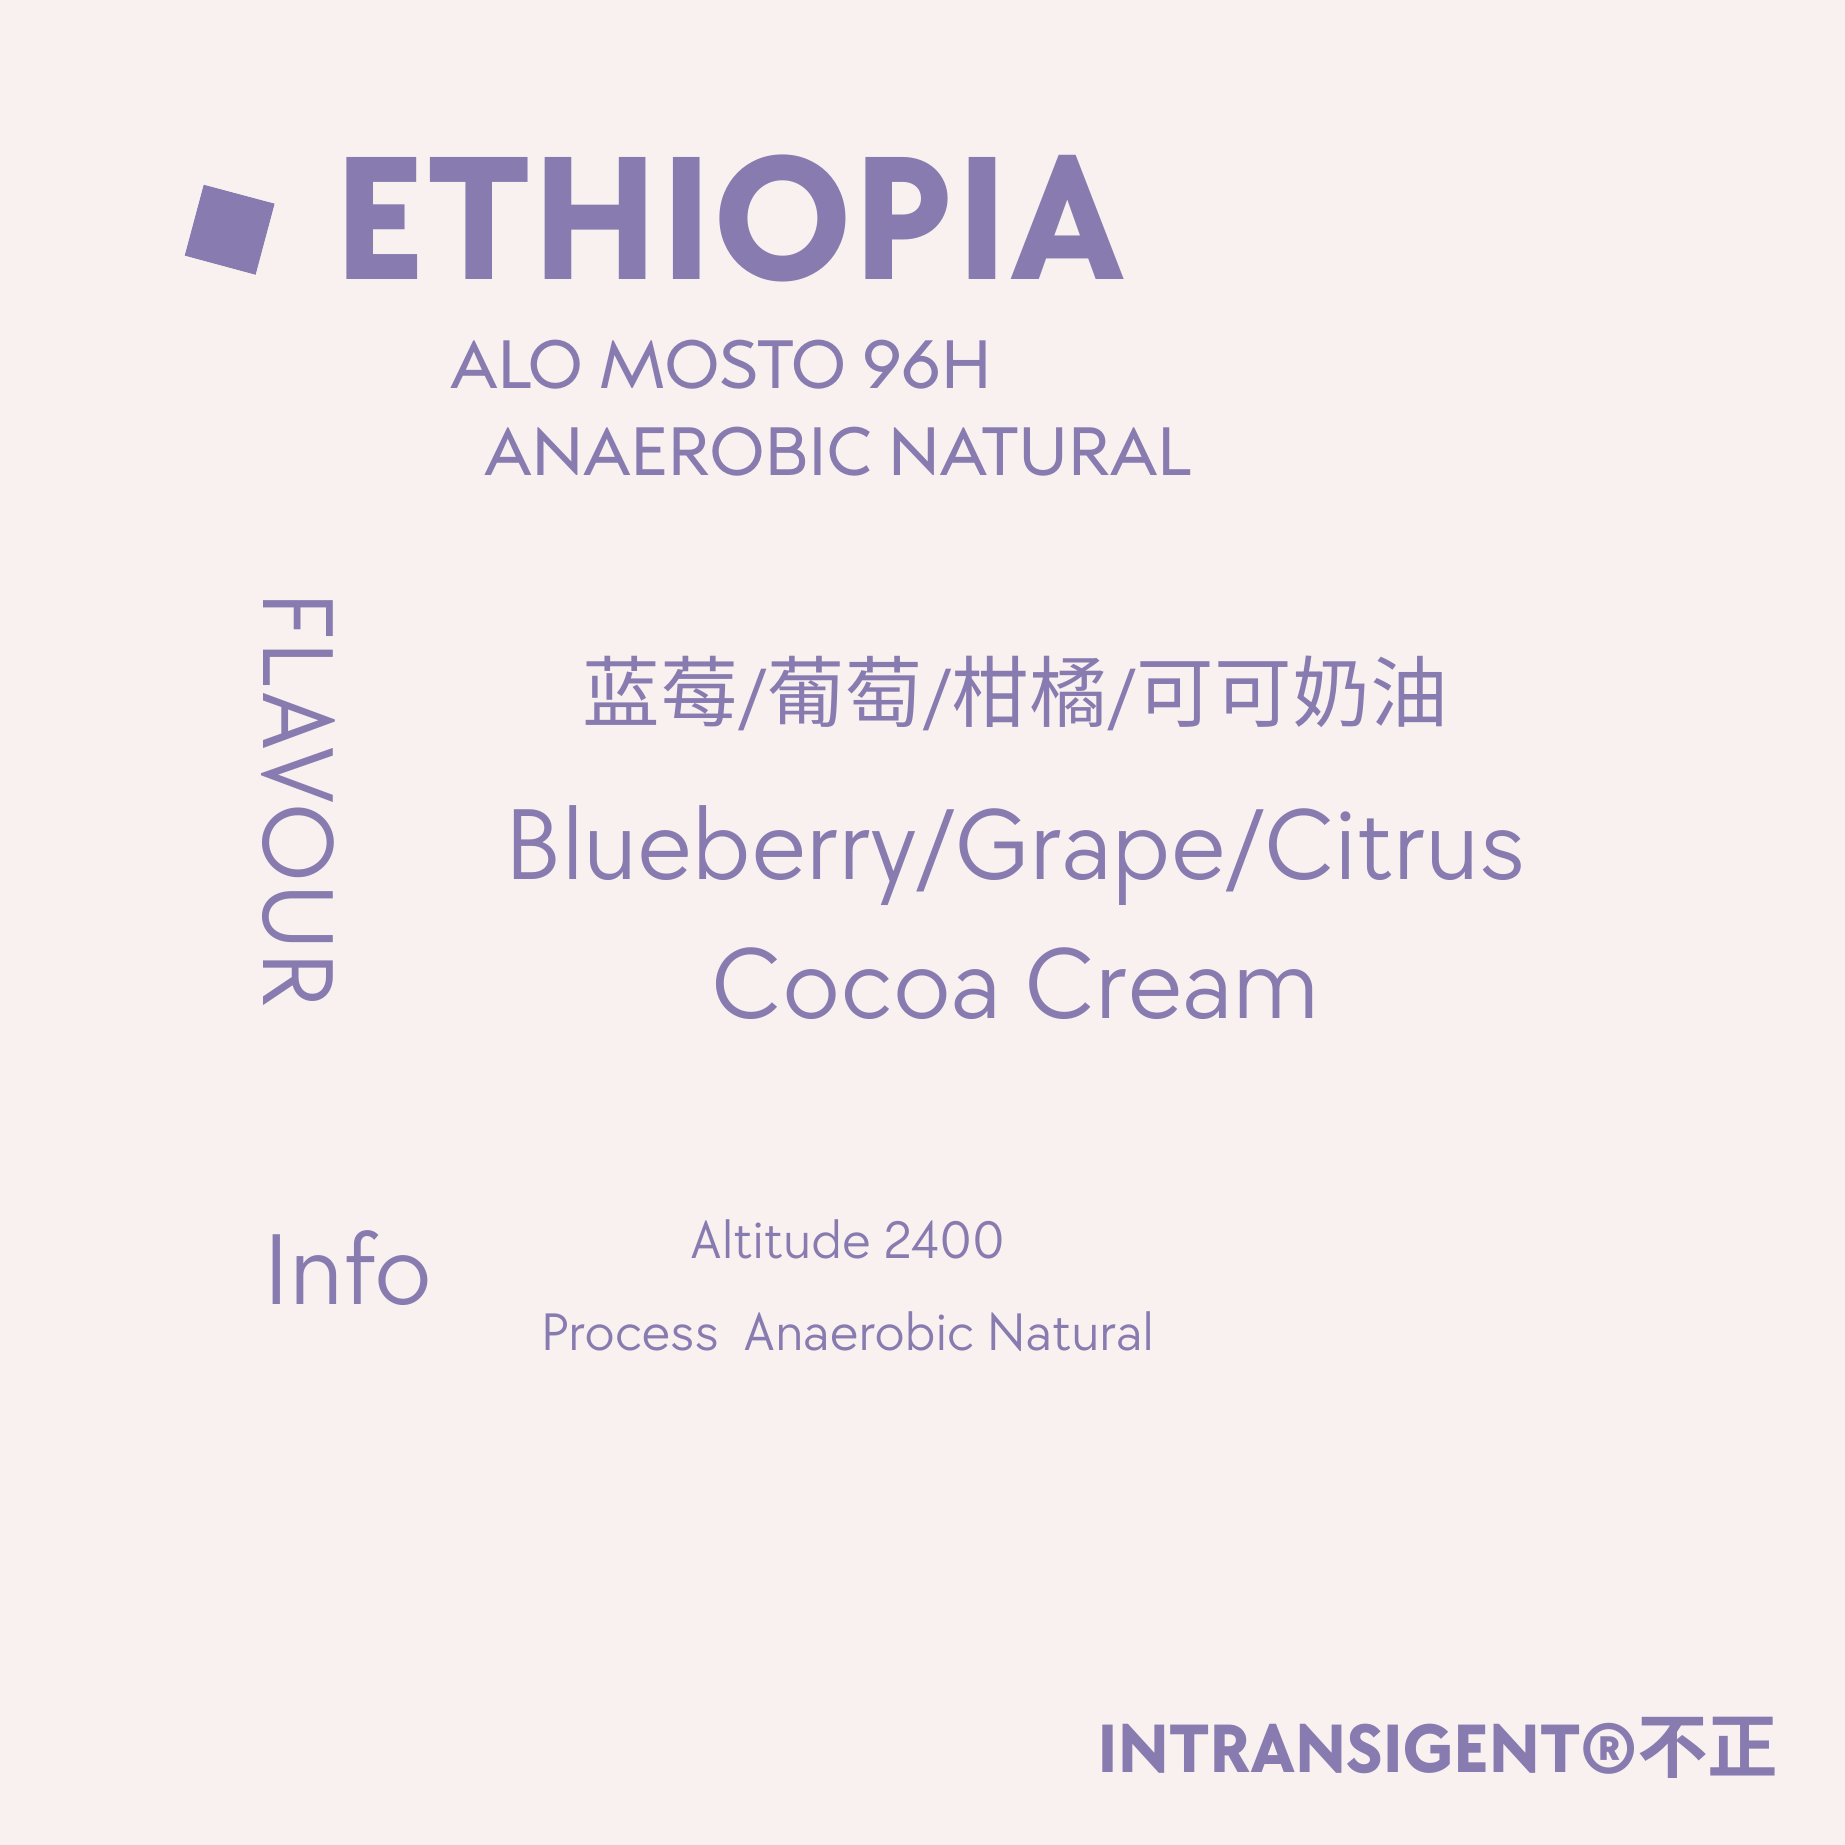 ETHIOPIA
ALO MOSTO 96H
ANAEROBIC NATURAL
FLAVOUR
蓝莓/葡萄/柑橘/可可奶油
Blueberry/Grape/Citrus
Cocoa Cream
Info
Altitude 2400
Process  Anaerobic Natural
INTRANSIGENT®不正